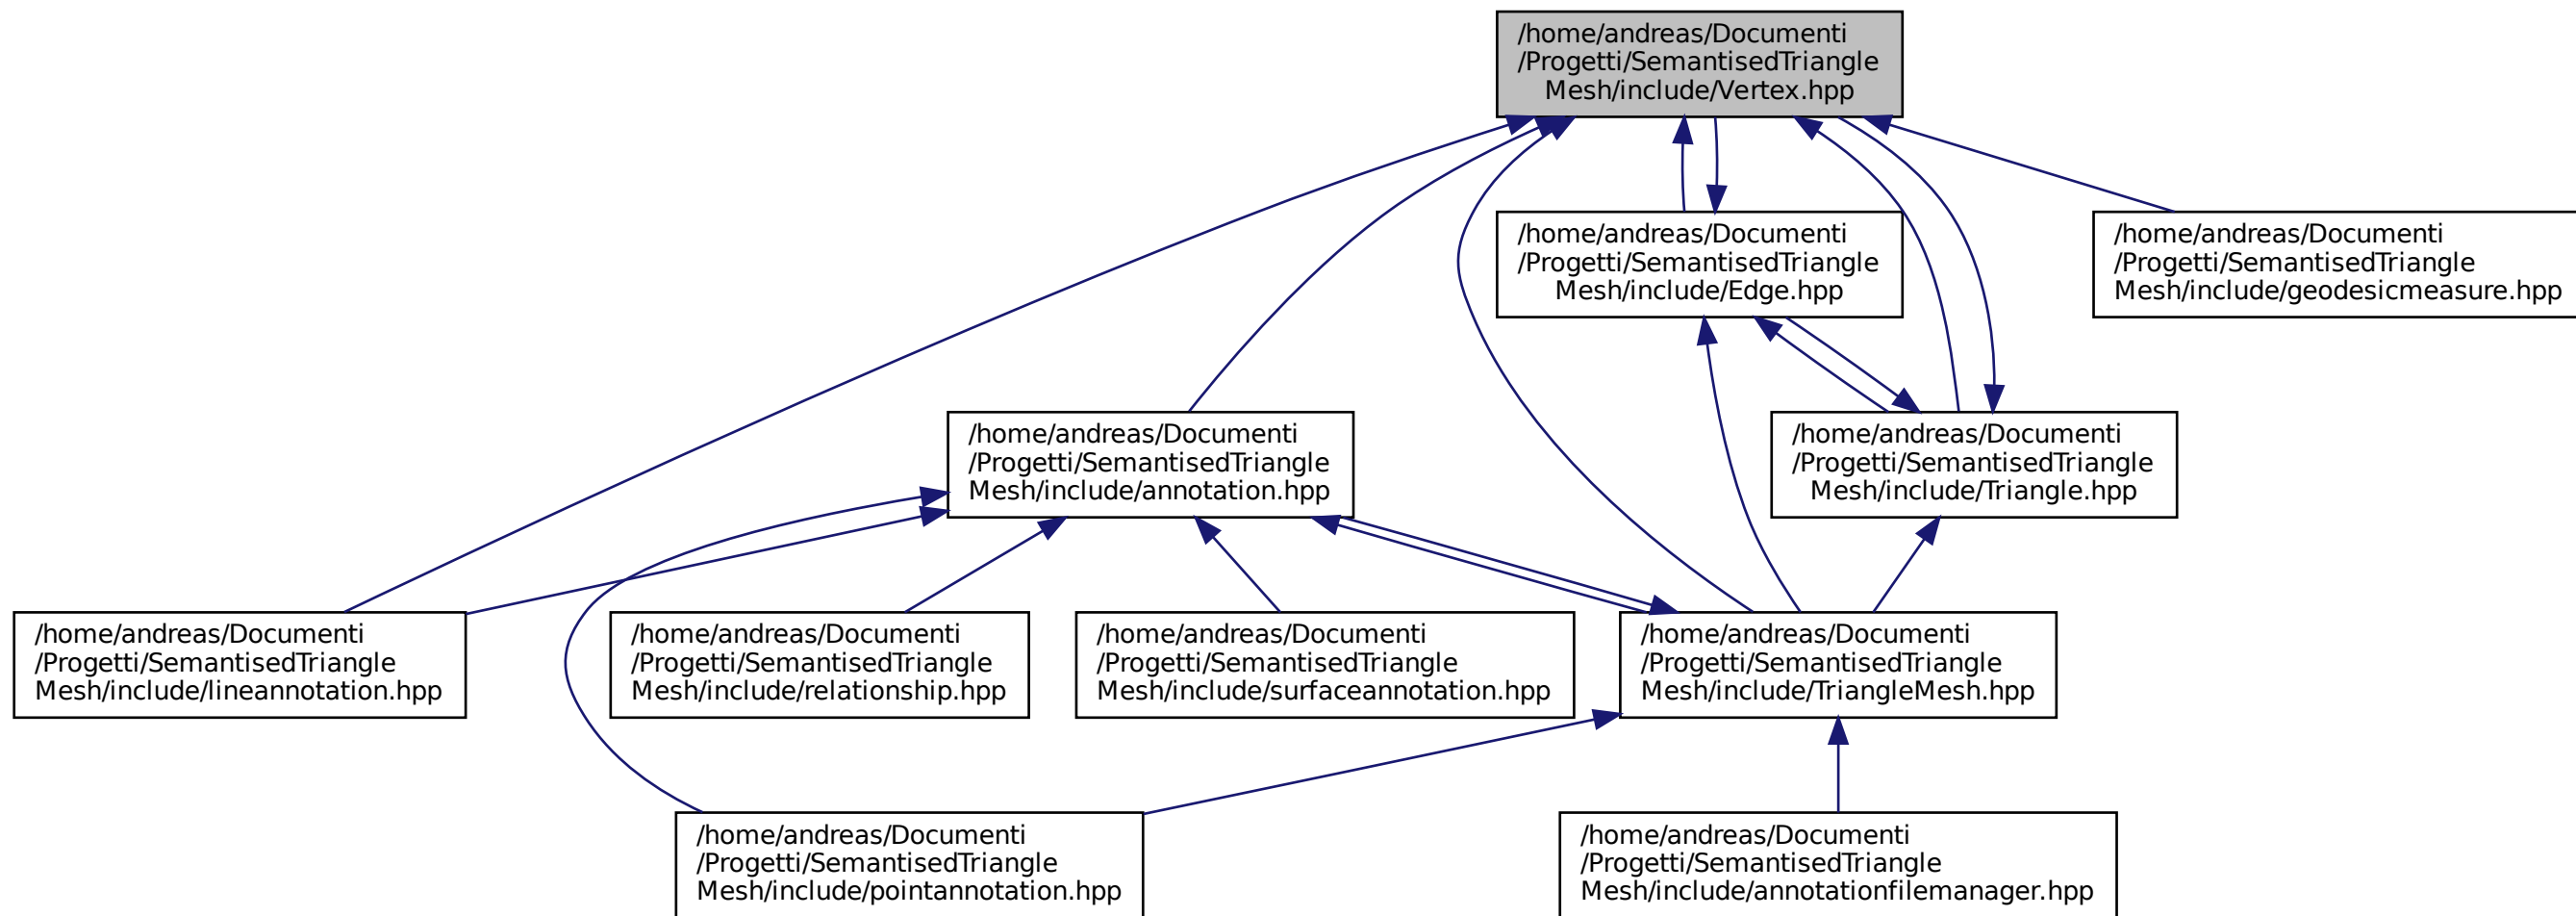 /home/andreas/Documenti
/Progetti/SemantisedTriangle
Mesh/include/Vertex.hpp
/home/andreas/Documenti
/Progetti/SemantisedTriangle
Mesh/include/Edge.hpp
/home/andreas/Documenti
/Progetti/SemantisedTriangle
Mesh/include/geodesicmeasure.hpp
/home/andreas/Documenti
/Progetti/SemantisedTriangle
Mesh/include/annotation.hpp
/home/andreas/Documenti
/Progetti/SemantisedTriangle
Mesh/include/Triangle.hpp
/home/andreas/Documenti
/Progetti/SemantisedTriangle
Mesh/include/lineannotation.hpp
/home/andreas/Documenti
/Progetti/SemantisedTriangle
Mesh/include/relationship.hpp
/home/andreas/Documenti
/Progetti/SemantisedTriangle
Mesh/include/surfaceannotation.hpp
/home/andreas/Documenti
/Progetti/SemantisedTriangle
Mesh/include/TriangleMesh.hpp
/home/andreas/Documenti
/Progetti/SemantisedTriangle
Mesh/include/pointannotation.hpp
/home/andreas/Documenti
/Progetti/SemantisedTriangle
Mesh/include/annotationfilemanager.hpp